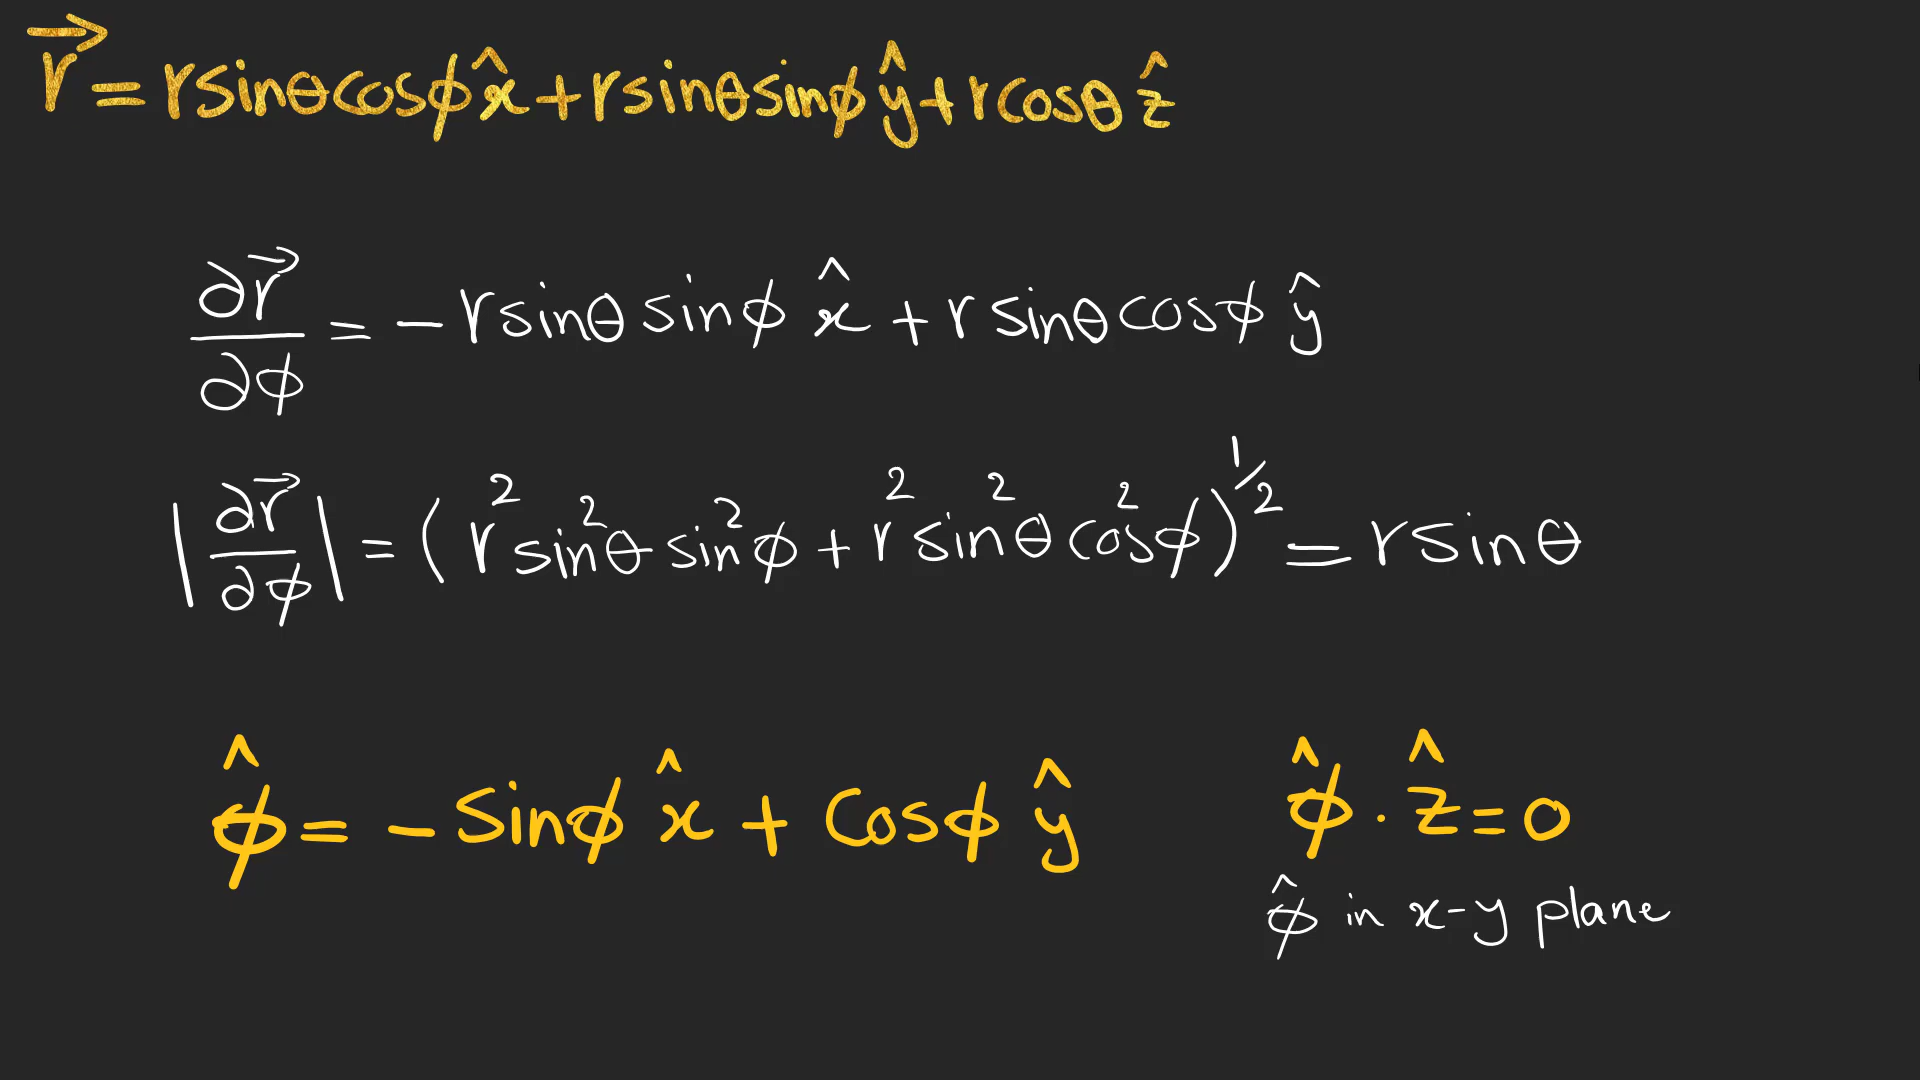 r⃗ = r sinθ cosφ x̂ + r sinθ sinφ ŷ + r cosθ ẑ
∂r⃗/∂φ = − r sinθ sinφ x̂ + r sinθ cosφ ŷ
|∂r⃗/∂φ| = (r² sin²θ sin²φ + r² sin²θ cos²φ)^1/2 = r sinθ
φ̂ = − sinφ x̂ + cosφ ŷ
φ̂ · ẑ = 0
φ̂ in x-y plane